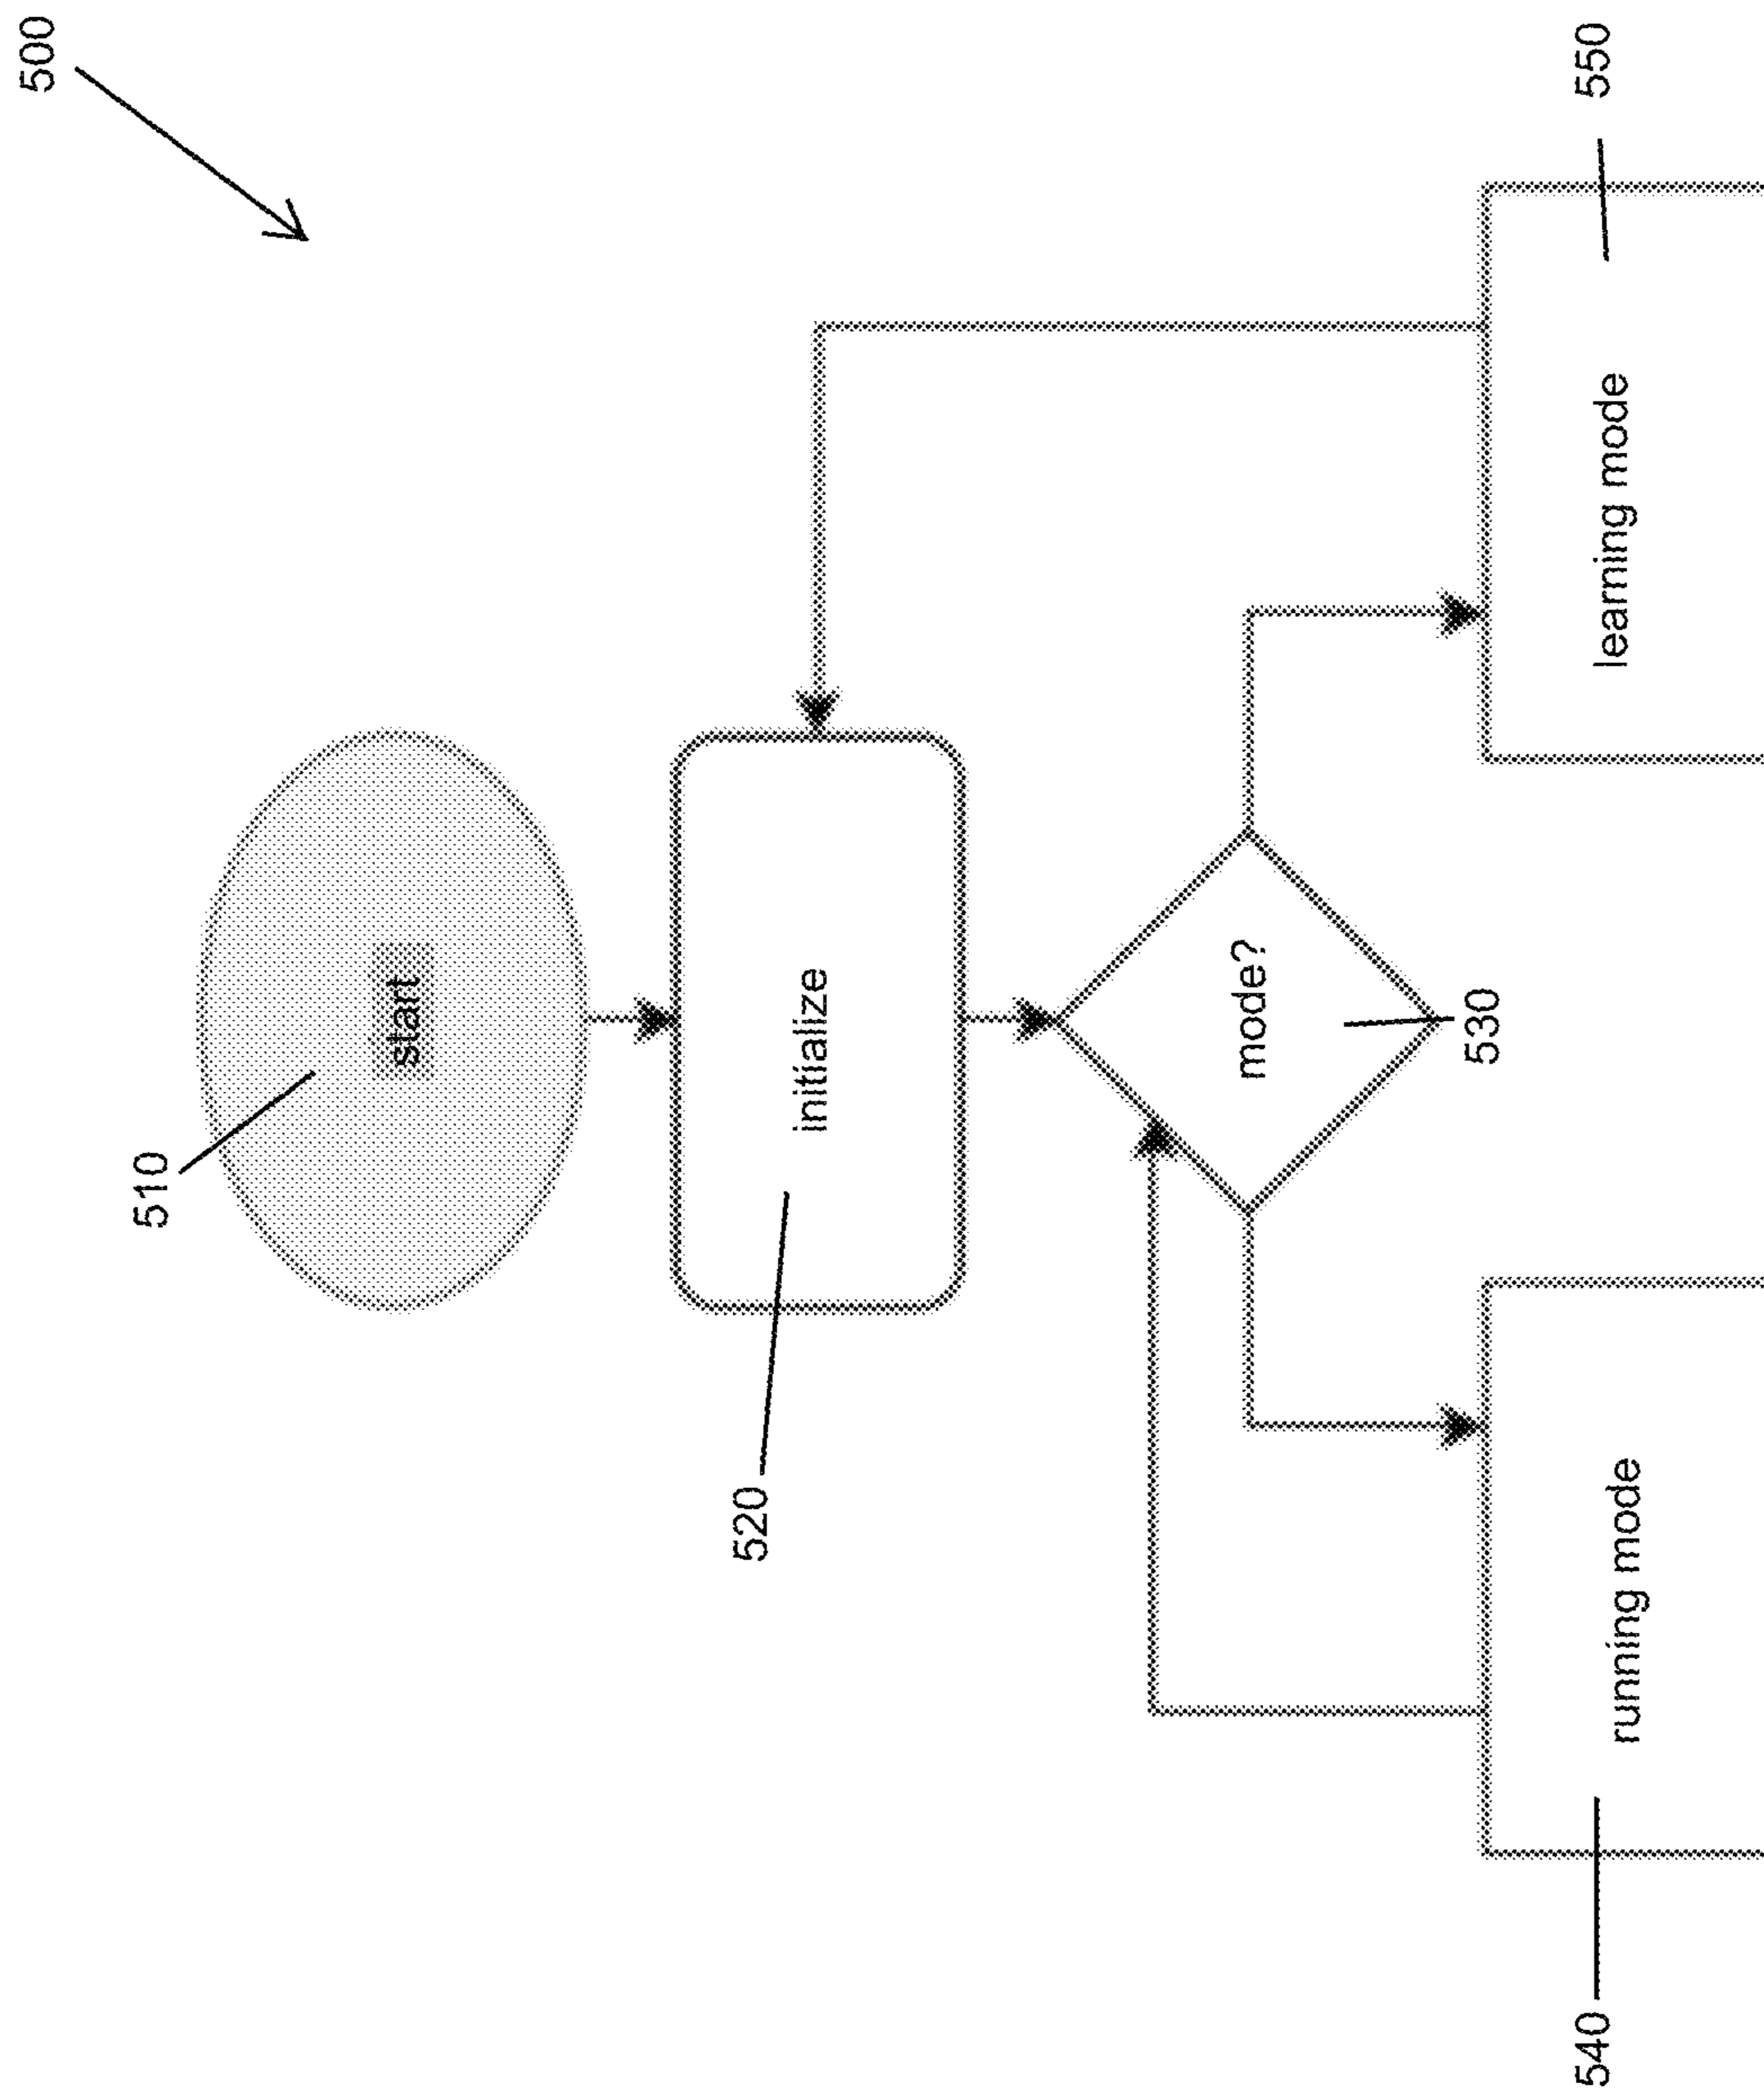 500
510
start
520
initialize
mode?
530
540
running mode
550
learning mode